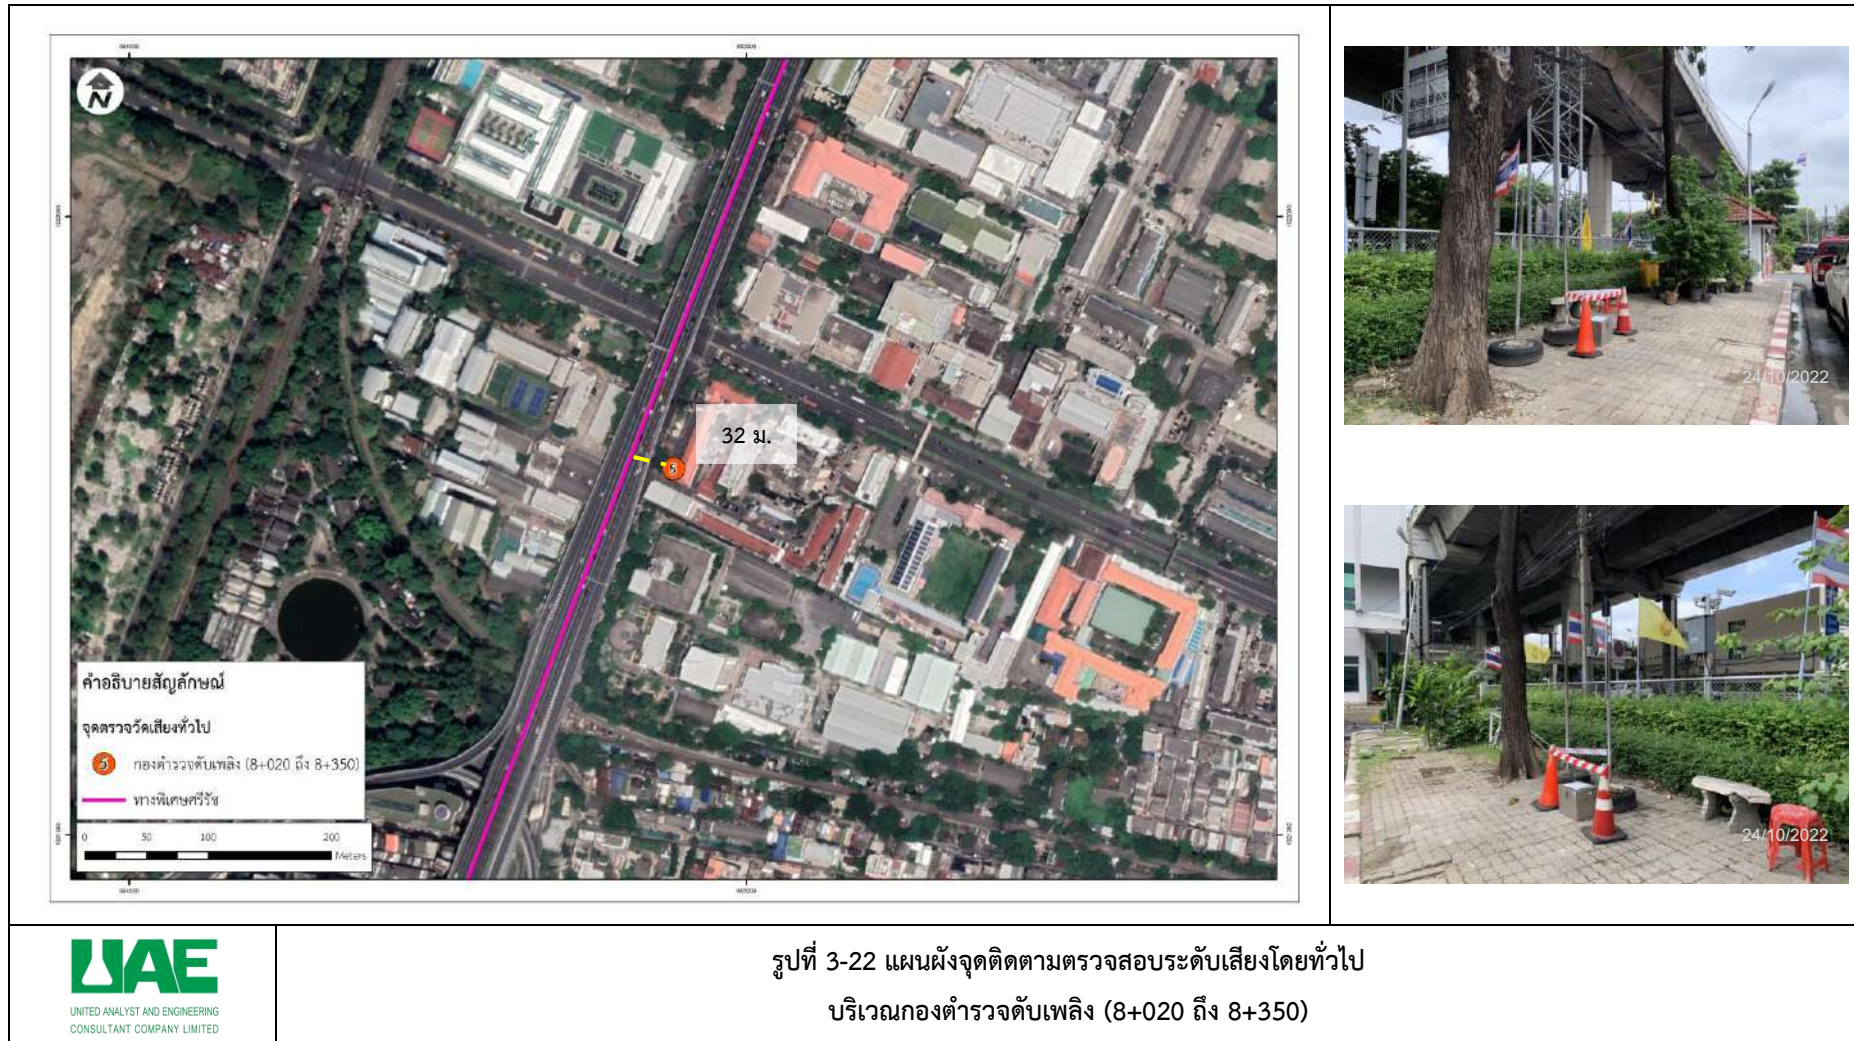 N
32 ม.
5
คำอธิบายสัญลักษณ์
จุดตรวจวัดเสียงทั่วไป
5 กองตำรวจดับเพลิง (8+020 ถึง 8+350)
ทางพิเศษศรีรัช
0 50 100 200
Meters
24/10/2022
24/10/2022
UAE
UNITED ANALYST AND ENGINEERING
CONSULTANT COMPANY LIMITED
รูปที่ 3-22 แผนผังจุดติดตามตรวจสอบระดับเสียงโดยทั่วไป
บริเวณกองตำรวจดับเพลิง (8+020 ถึง 8+350)